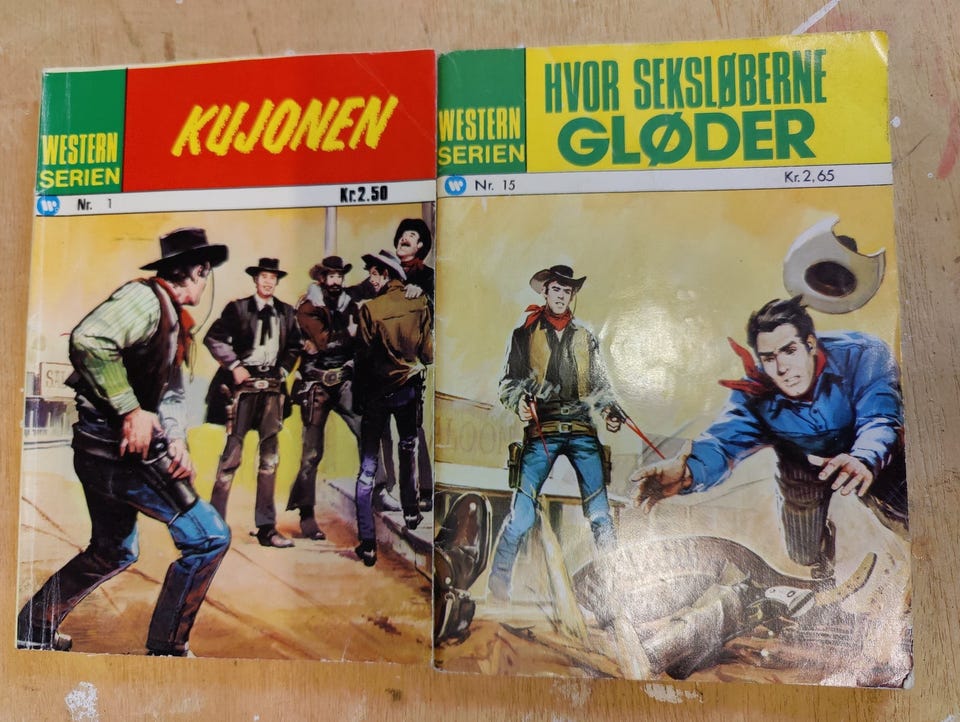 WESTERN
SERIEN
KUJONEN
Nr. 1
Kr.2.50
WESTERN
SERIEN
HVOR SEKSLØBERNE
GLØDER
Nr. 15
Kr.2,65